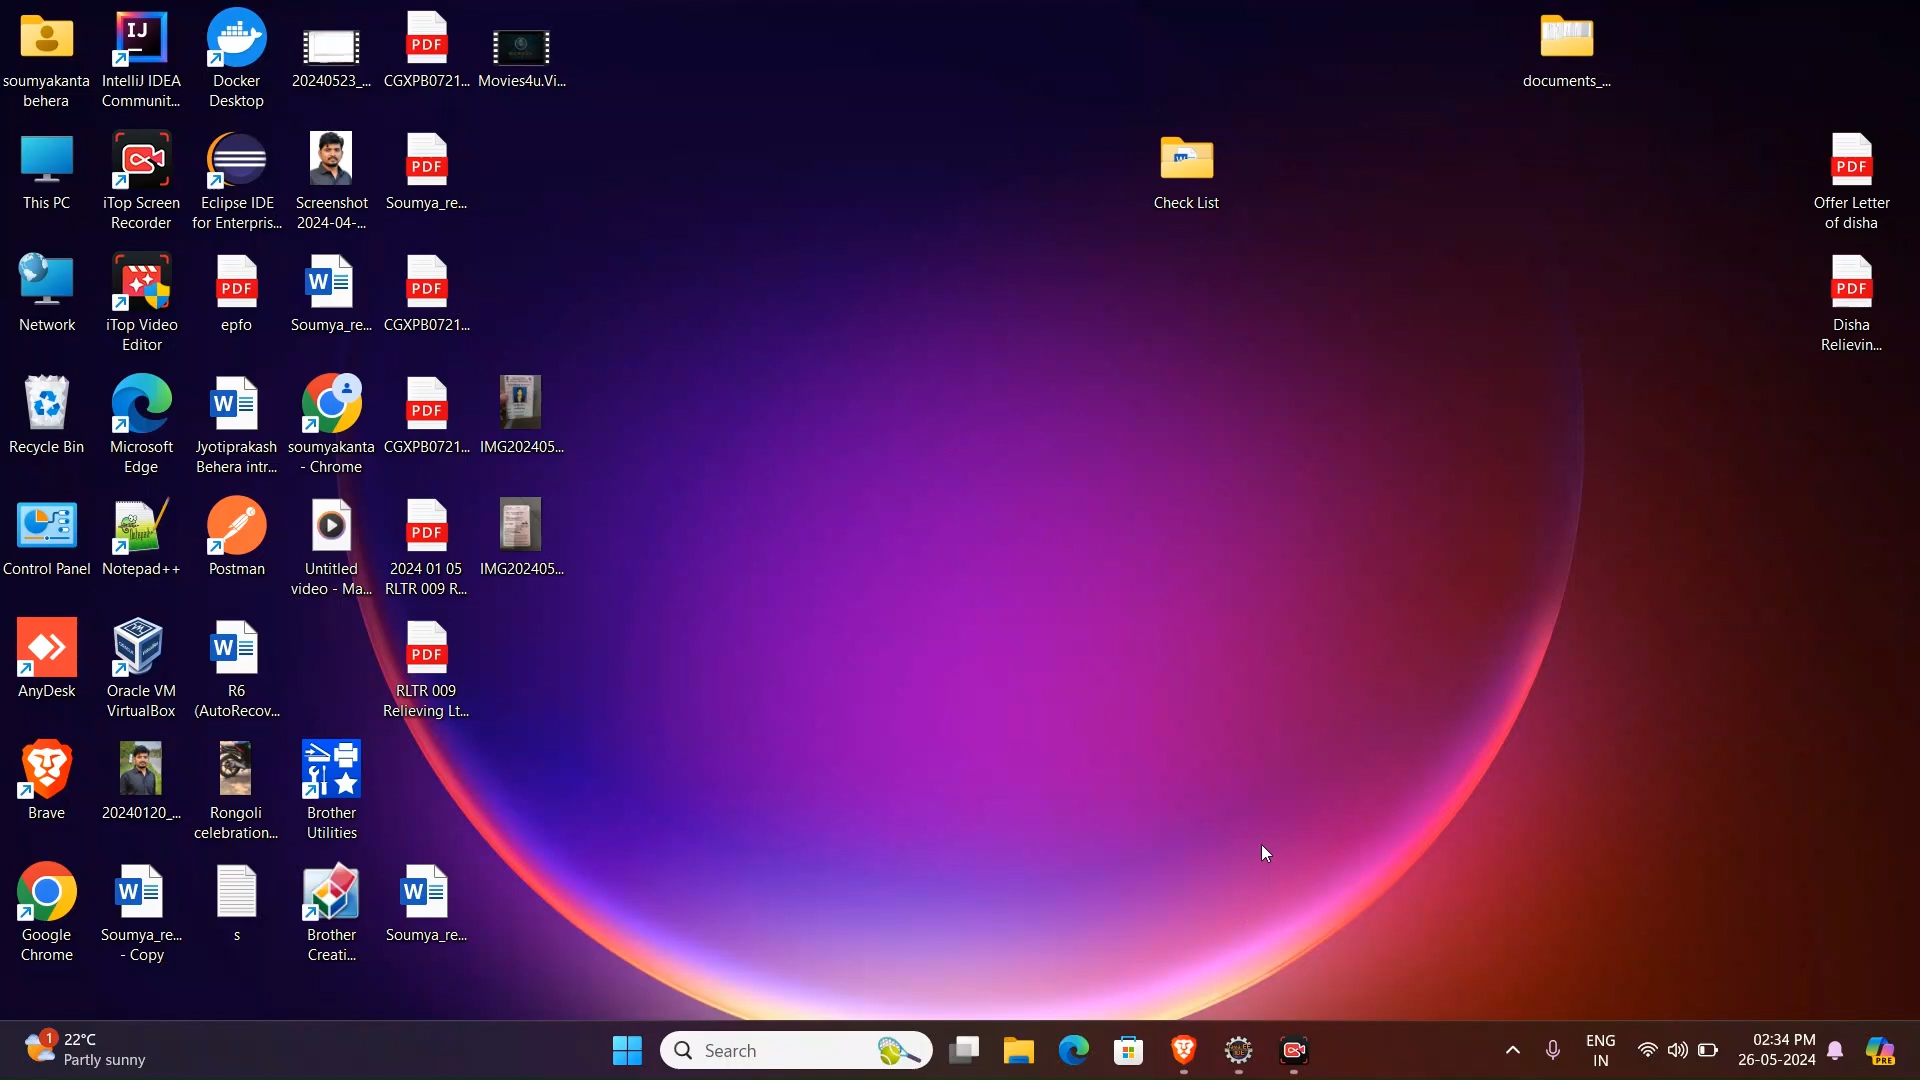 soumyakanta
behera
IntelliJ IDEA
Communit...
Docker
Desktop
20240523_...
CGXPB0721...
Movies4u.Vi...
documents_...
This PC
iTop Screen
Recorder
Eclipse IDE
for Enterpris...
Screenshot
2024-04-...
Soumya_re...
Check List
Offer Letter
of disha
Network
iTop Video
Editor
epfo
Soumya_re...
CGXPB0721...
Disha
Relievin...
Recycle Bin
Microsoft
Edge
Jyotiprakash
Behera intr...
soumyakanta
- Chrome
CGXPB0721...
IMG202405...
Control Panel
Notepad++
Postman
Untitled
video - Ma...
2024 01 05
RLTR 009 R...
IMG202405...
AnyDesk
Oracle VM
VirtualBox
R6
(AutoRecov...
RLTR 009
Relieving Lt...
Brave
20240120_...
Rongoli
celebration...
Brother
Utilities
Google
Chrome
Soumya_re...
- Copy
s
Brother
Creati...
Soumya_re...
1
22°C
Partly sunny
Search
ENG
IN
02:34 PM
26-05-2024
PRE